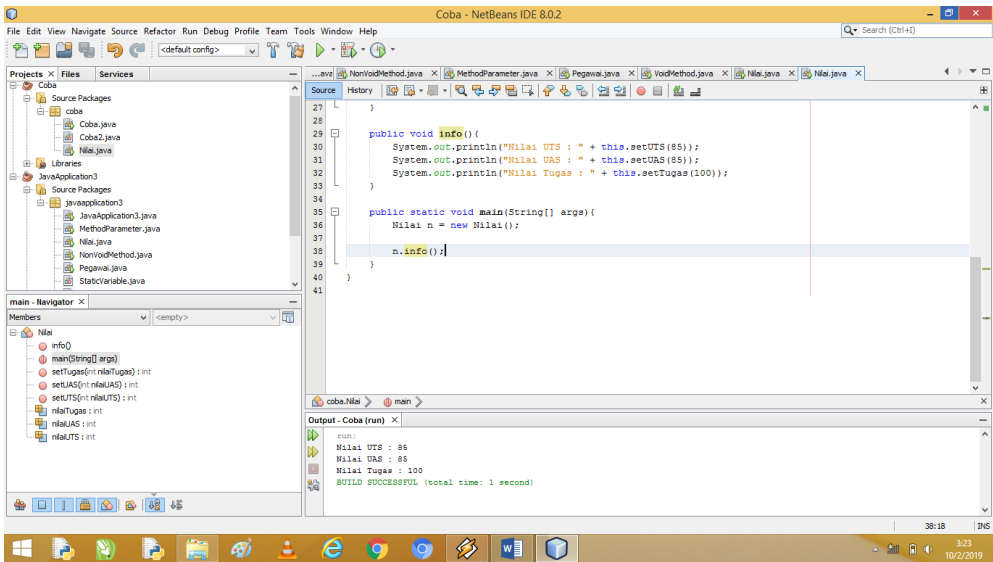 Coba - NetBeans IDE 8.0.2
File Edit View Navigate Source Refactor Run Debug Profile Team Tools Window Help
Search (Ctrl+I)
<default config>
Projects × Files Services
Coba
Source Packages
coba
Coba.java
Coba2.java
Nilai.java
Libraries
JavaApplication3
Source Packages
javaapplication3
JavaApplication3.java
MethodParameter.java
Nilai.java
NonVoidMethod.java
Pegawai.java
StaticVariable.java
main - Navigator ×
Members <empty>
Nilai
info()
main(String[] args)
setTugas(int nilaiTugas) : int
setUAS(int nilaiUAS) : int
setUTS(int nilaiUTS) : int
nilaiTugas : int
nilaiUAS : int
nilaiUTS : int
...ava NonVoidMethod.java × MethodParameter.java × Pegawai.java × VoidMethod.java × Nilai.java × Nilai.java ×
Source History
27 }
28
29 public void info(){
30 System.out.println("Nilai UTS : " + this.setUTS(85));
31 System.out.println("Nilai UAS : " + this.setUAS(85));
32 System.out.println("Nilai Tugas : " + this.setTugas(100));
33 }
34
35 public static void main(String[] args){
36 Nilai n = new Nilai();
37
38 n.info();
39 }
40 }
41
coba.Nilai main
Output - Coba (run) ×
run:
Nilai UTS : 85
Nilai UAS : 85
Nilai Tugas : 100
BUILD SUCCESSFUL (total time: 1 second)
38:18 INS
3:23
10/2/2019